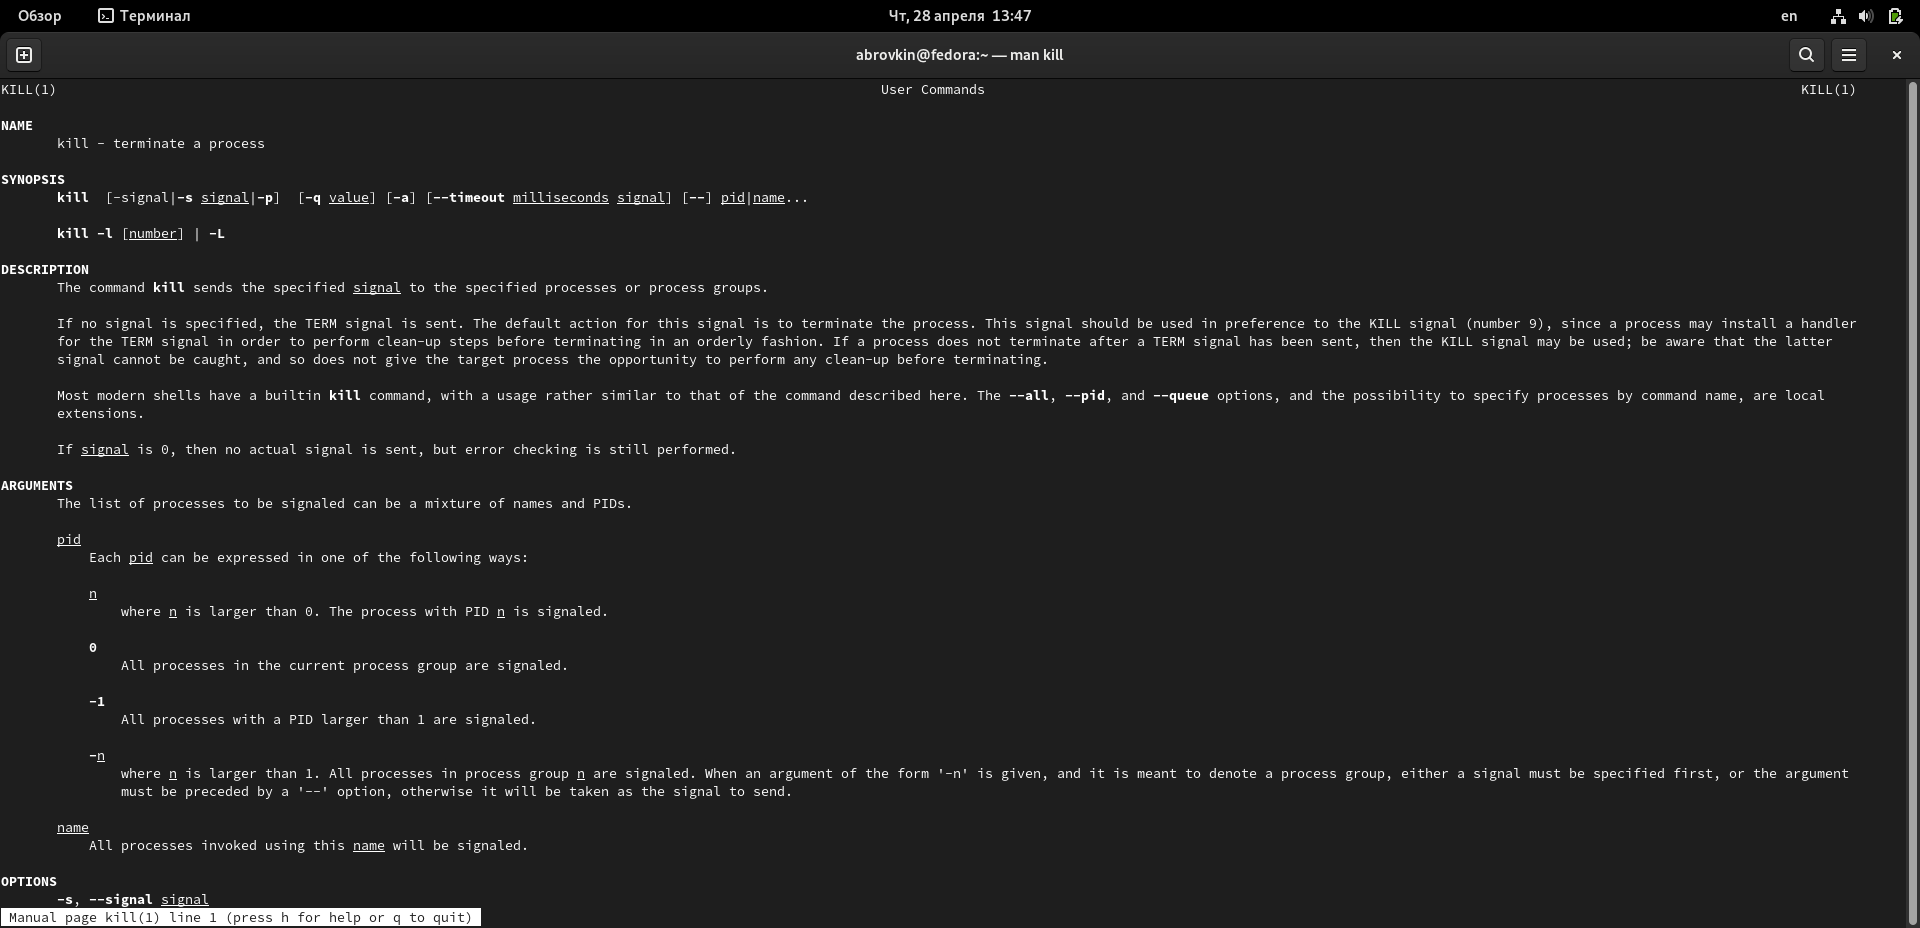 Обзор Терминал Чт, 28 апреля 13:47 en
abrovkin@fedora:~ — man kill
KILL(1) User Commands KILL(1)
NAME
kill - terminate a process
SYNOPSIS
kill [-signal|-s signal|-p] [-q value] [-a] [--timeout milliseconds signal] [--] pid|name...
kill -l [number] | -L
DESCRIPTION
The command kill sends the specified signal to the specified processes or process groups.
If no signal is specified, the TERM signal is sent. The default action for this signal is to terminate the process. This signal should be used in preference to the KILL signal (number 9), since a process may install a handler
for the TERM signal in order to perform clean-up steps before terminating in an orderly fashion. If a process does not terminate after a TERM signal has been sent, then the KILL signal may be used; be aware that the latter
signal cannot be caught, and so does not give the target process the opportunity to perform any clean-up before terminating.
Most modern shells have a builtin kill command, with a usage rather similar to that of the command described here. The --all, --pid, and --queue options, and the possibility to specify processes by command name, are local
extensions.
If signal is 0, then no actual signal is sent, but error checking is still performed.
ARGUMENTS
The list of processes to be signaled can be a mixture of names and PIDs.
pid
Each pid can be expressed in one of the following ways:
n
where n is larger than 0. The process with PID n is signaled.
0
All processes in the current process group are signaled.
-1
All processes with a PID larger than 1 are signaled.
-n
where n is larger than 1. All processes in process group n are signaled. When an argument of the form '-n' is given, and it is meant to denote a process group, either a signal must be specified first, or the argument
must be preceded by a '--' option, otherwise it will be taken as the signal to send.
name
All processes invoked using this name will be signaled.
OPTIONS
-s, --signal signal
Manual page kill(1) line 1 (press h for help or q to quit)